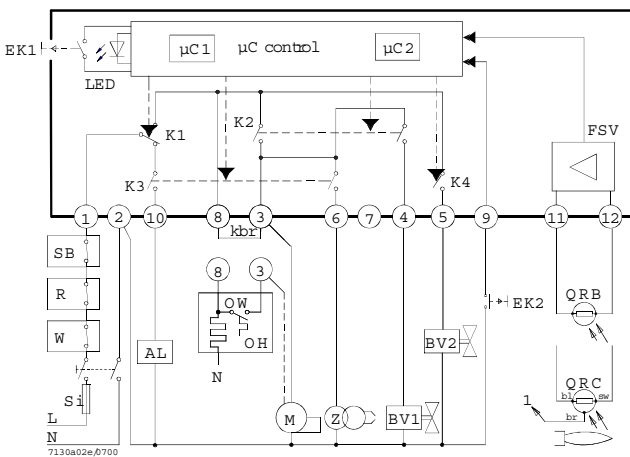 µC1 µC control µC2
EK1
LED
K1
K2
K3
K4
FSV
1 2 10 8 3 6 7 4 5 9 11 12
kbr
SB
R
W
Si
L
N
8 3
OW
OH
N
AL
M
Z
BV1
BV2
EK2
QRB
QRC
bl sw
br
1
7130a02e/0700